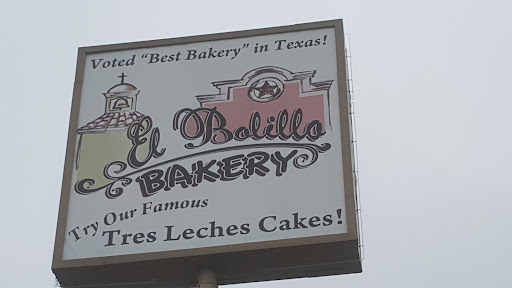 Voted "Best Bakery" in Texas!
El Bolillo
BAKERY
Try Our Famous
Tres Leches Cakes!